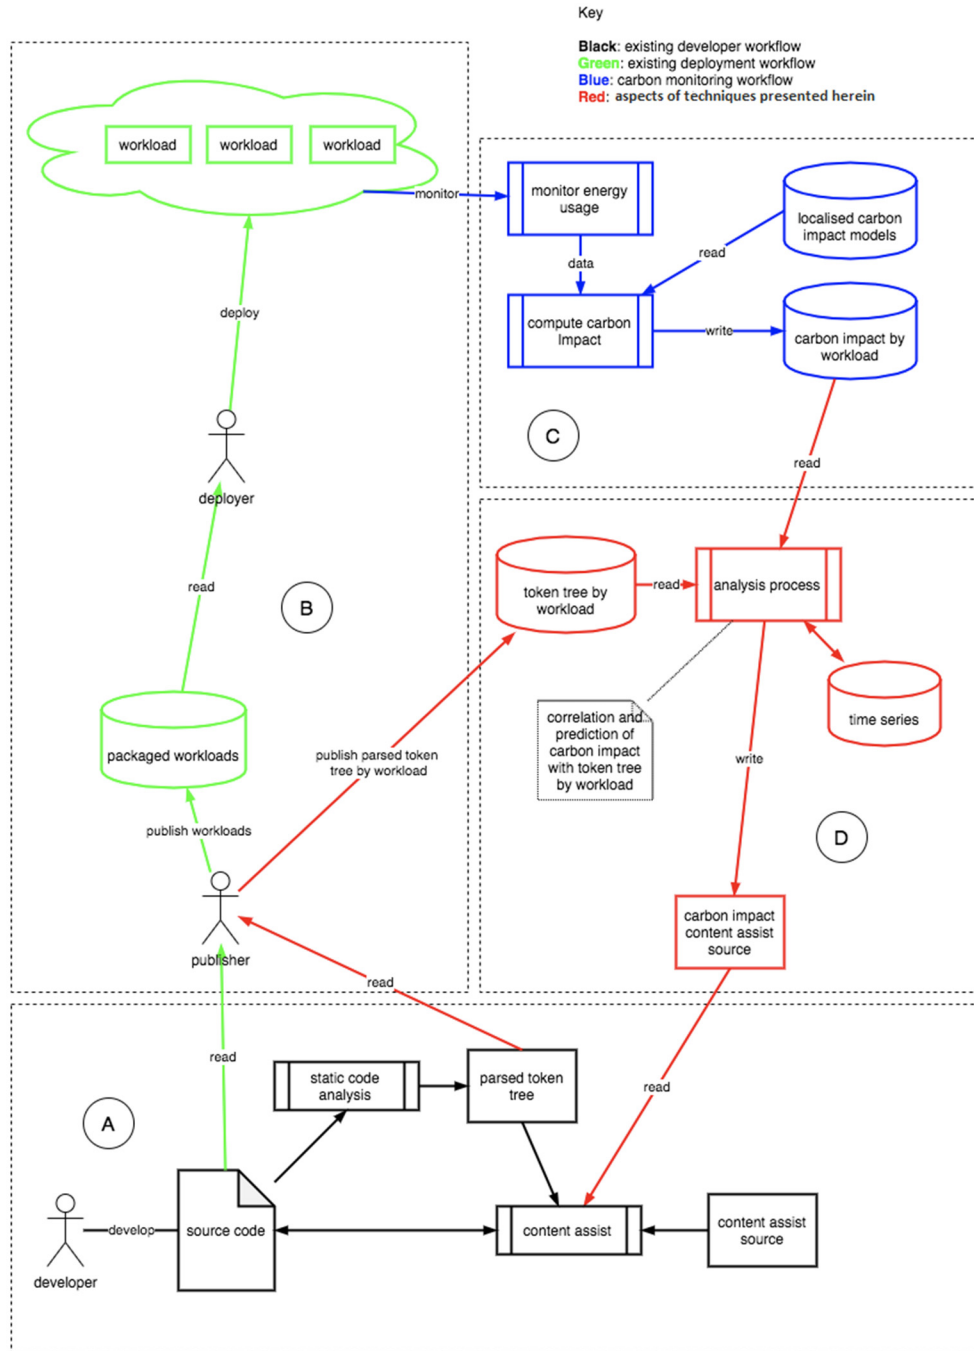 Key
Black: existing developer workflow
Green: existing deployment workflow
Blue: carbon monitoring workflow
Red: aspects of techniques presented herein
workload
workload
workload
monitor
monitor energy
usage
localised carbon
impact models
data
read
deploy
compute carbon
Impact
write
carbon impact by
workload
C
read
deployer
read
B
token tree by
workload
read
analysis process
time series
correlation and
prediction of
carbon impact
with token tree
by workload
packaged workloads
publish parsed token
tree by workload
write
publish workloads
D
publisher
carbon impact
content assist
source
read
read
read
static code
analysis
parsed token
tree
A
developer
develop
source code
content assist
content assist
source